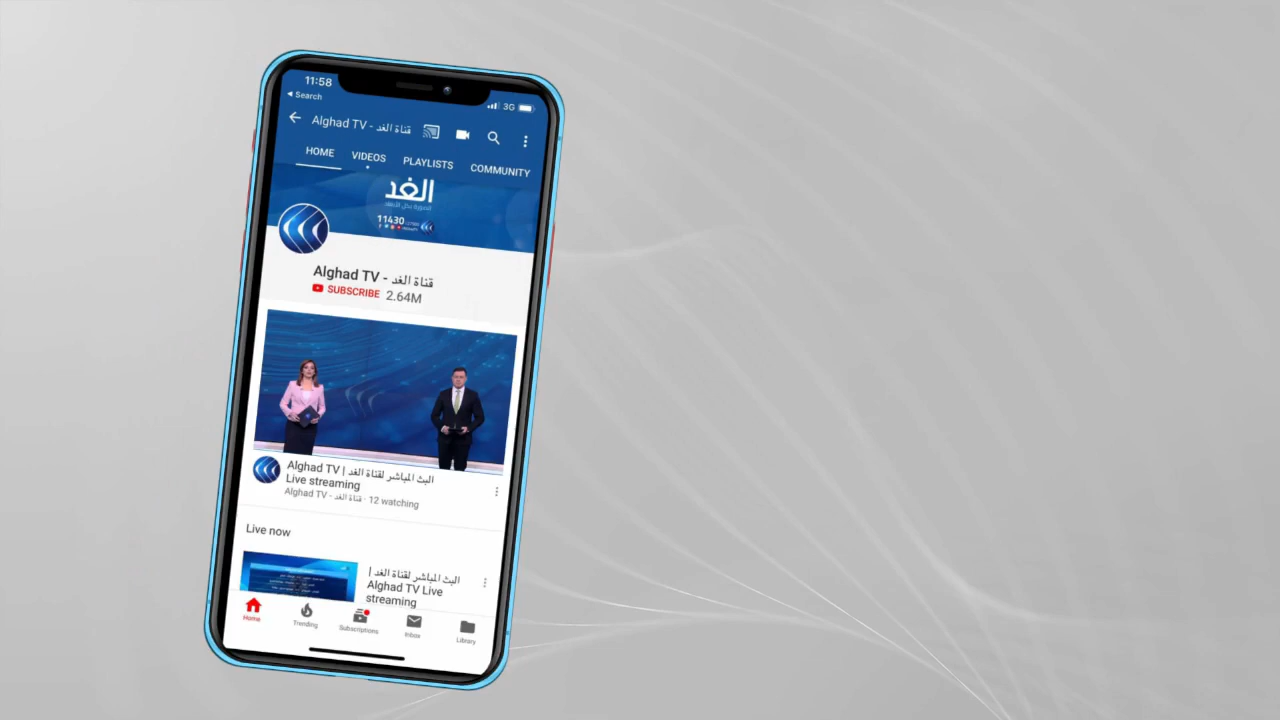 11:58
Search
3G
Alghad TV - قناة الغد
HOME VIDEOS PLAYLISTS COMMUNITY
الغد
11430
Alghad TV - قناة الغد
SUBSCRIBE 2.64M
Alghad TV | البث المباشر لقناة الغد
Live streaming
Alghad TV - قناة الغد · 12 watching
Live now
البث المباشر لقناة الغد |
Alghad TV Live
streaming
Home Trending Subscriptions Inbox Library